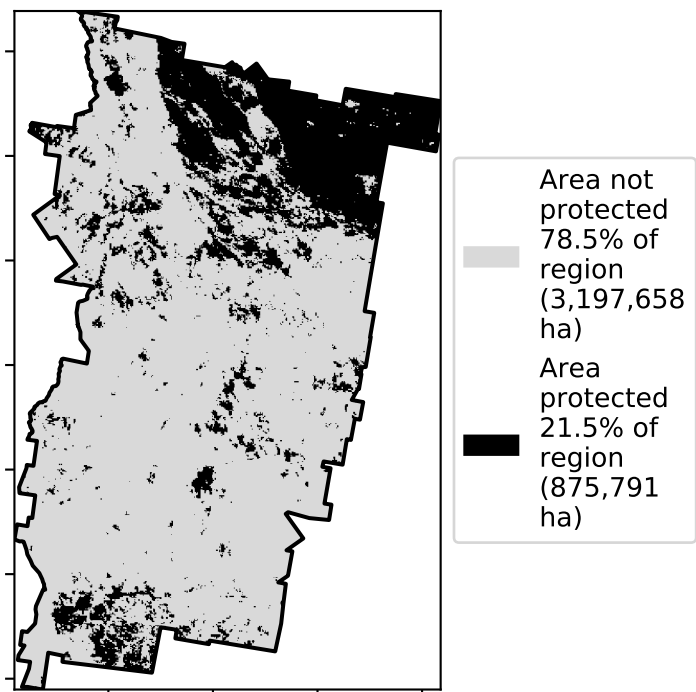 Area not
protected
78.5% of
region
(3,197,658
ha)
Area
protected
21.5% of
region
(875,791
ha)